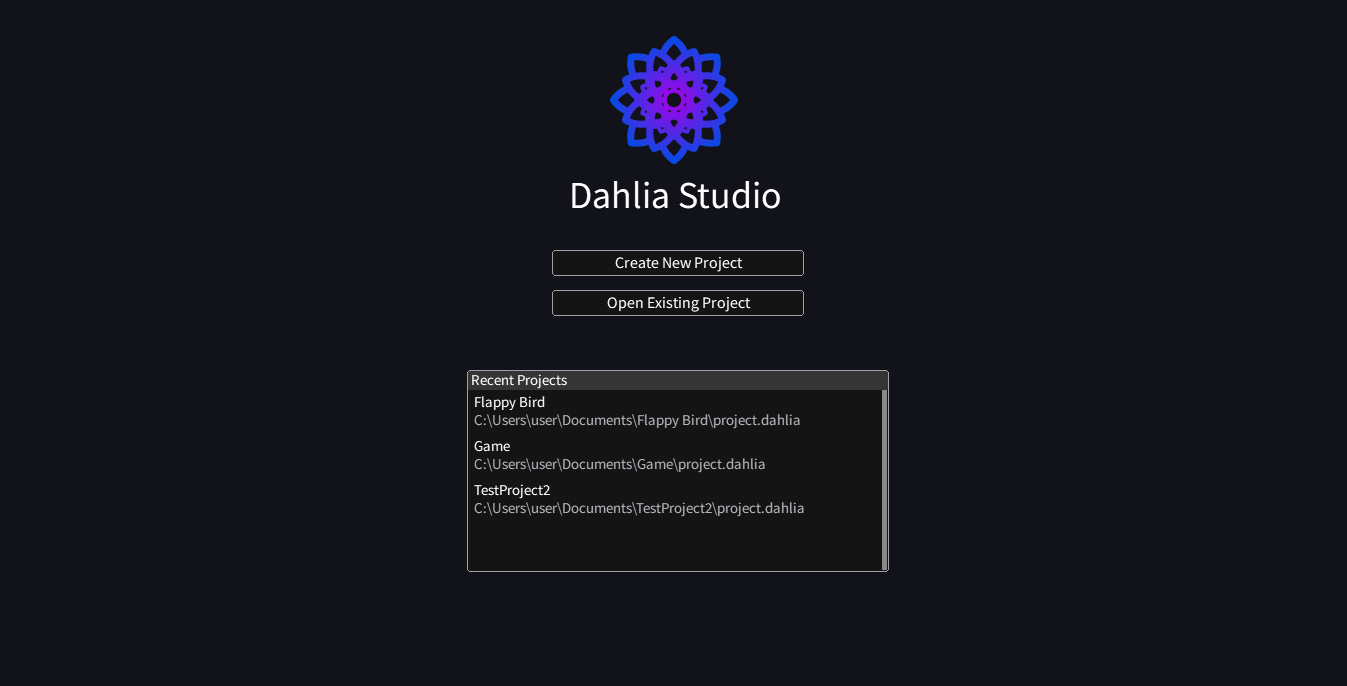 Dahlia Studio
Create New Project
Open Existing Project
Recent Projects
Flappy Bird
C:\Users\user\Documents\Flappy Bird\project.dahlia
Game
C:\Users\user\Documents\Game\project.dahlia
TestProject2
C:\Users\user\Documents\TestProject2\project.dahlia